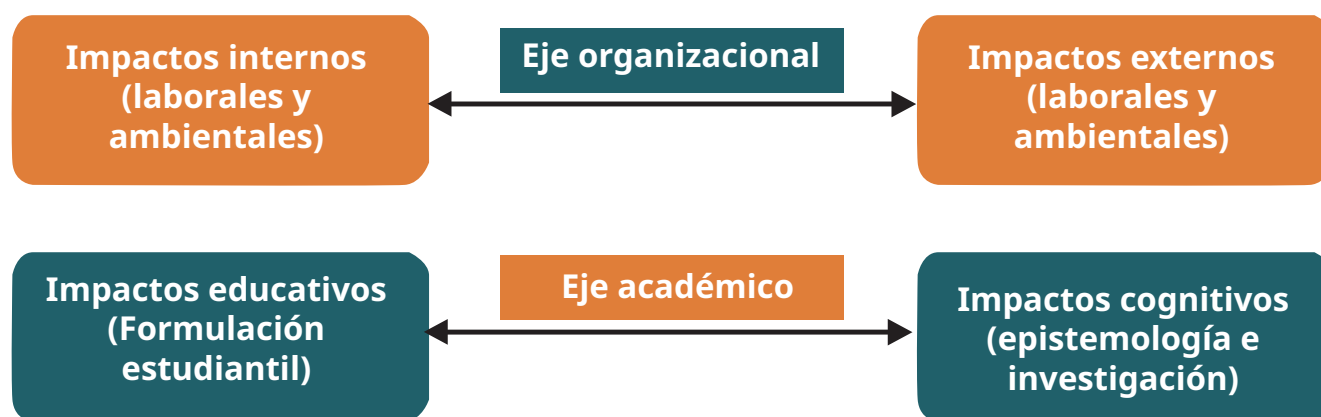 Impactos internos
(laborales y
ambientales)
Eje organizacional
Impactos externos
(laborales y
ambientales)
Impactos educativos
(Formulación
estudiantil)
Eje académico
Impactos cognitivos
(epistemología e
investigación)